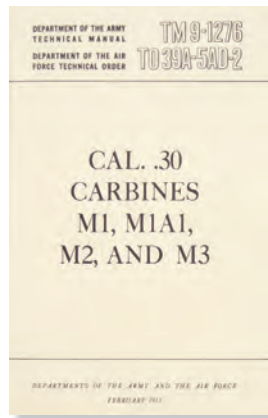 DEPARTMENT OF THE ARMY
TECHNICAL MANUAL
TM 9-1276
DEPARTMENT OF THE AIR
FORCE TECHNICAL ORDER
TO 39A-5AD-2
CAL. .30
CARBINES
M1, M1A1,
M2, AND M3
DEPARTMENTS OF THE ARMY AND THE AIR FORCE
FEBRUARY